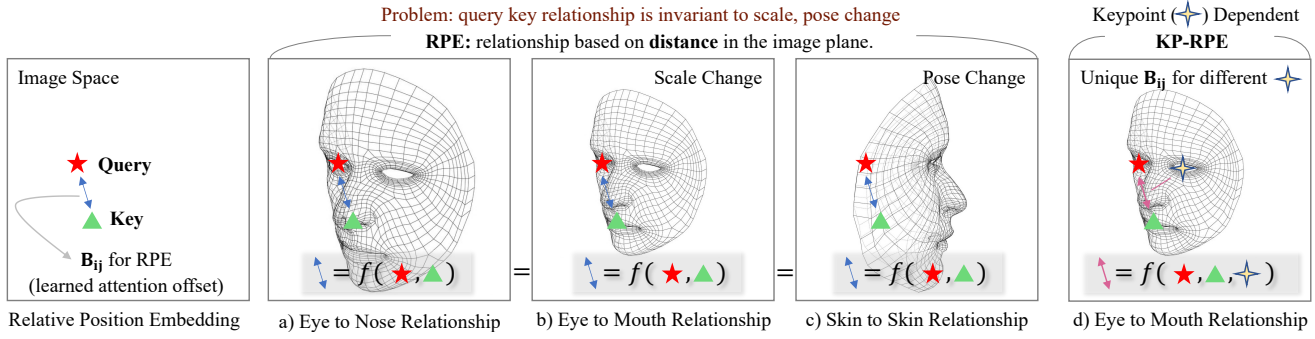 Problem: query key relationship is invariant to scale, pose change
RPE: relationship based on distance in the image plane.
Keypoint ( ) Dependent
KP-RPE
Image Space
Query
Key
B_ij for RPE
(learned attention offset)
Relative Position Embedding
= f( , )
a) Eye to Nose Relationship
=
Scale Change
= f( , )
b) Eye to Mouth Relationship
=
Pose Change
= f( , )
c) Skin to Skin Relationship
Unique B_ij for different
= f( , , )
d) Eye to Mouth Relationship